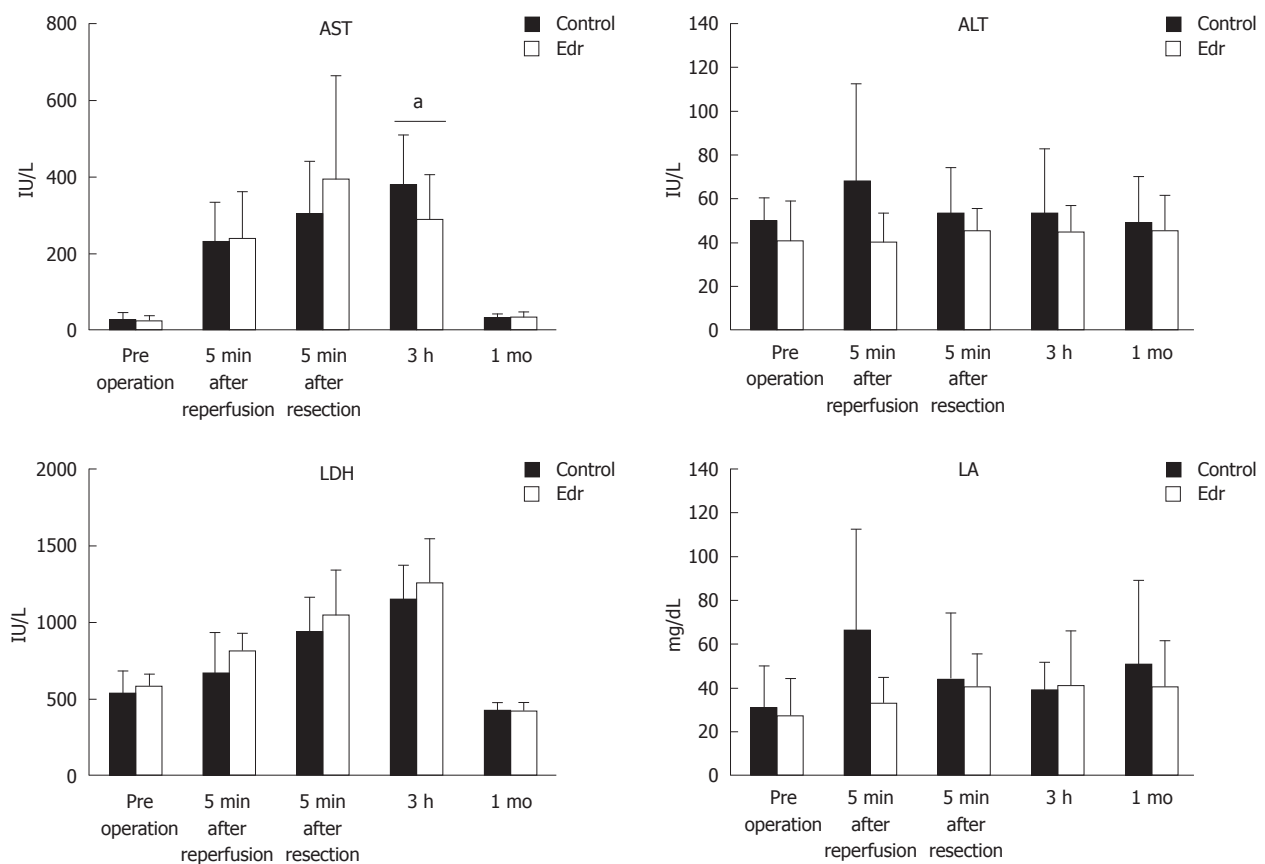 AST
Control
Edr
IU/L
800
600
400
200
0
a
Pre operation
5 min after reperfusion
5 min after resection
3 h
1 mo
ALT
Control
Edr
IU/L
140
120
100
80
60
40
20
0
Pre operation
5 min after reperfusion
5 min after resection
3 h
1 mo
LDH
Control
Edr
IU/L
2000
1500
1000
500
0
Pre operation
5 min after reperfusion
5 min after resection
3 h
1 mo
LA
Control
Edr
mg/dL
140
120
100
80
60
40
20
0
Pre operation
5 min after reperfusion
5 min after resection
3 h
1 mo